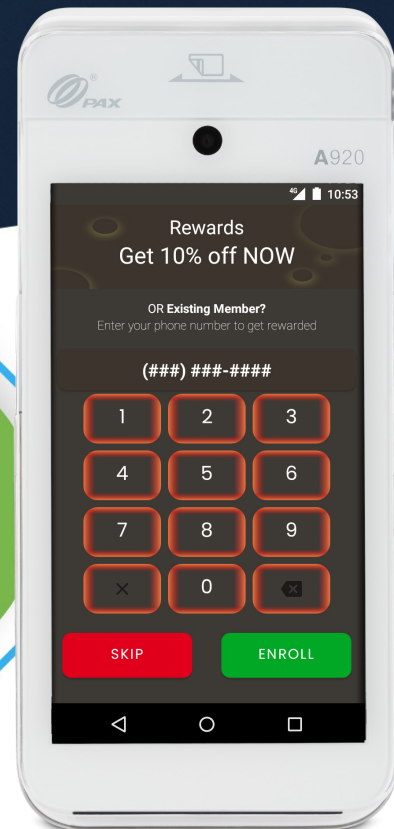 PAX®
A920
4G 10:53
Rewards
Get 10% off NOW
OR Existing Member?
Enter your phone number to get rewarded
(###) ###-####
1 2 3
4 5 6
7 8 9
0
SKIP ENROLL